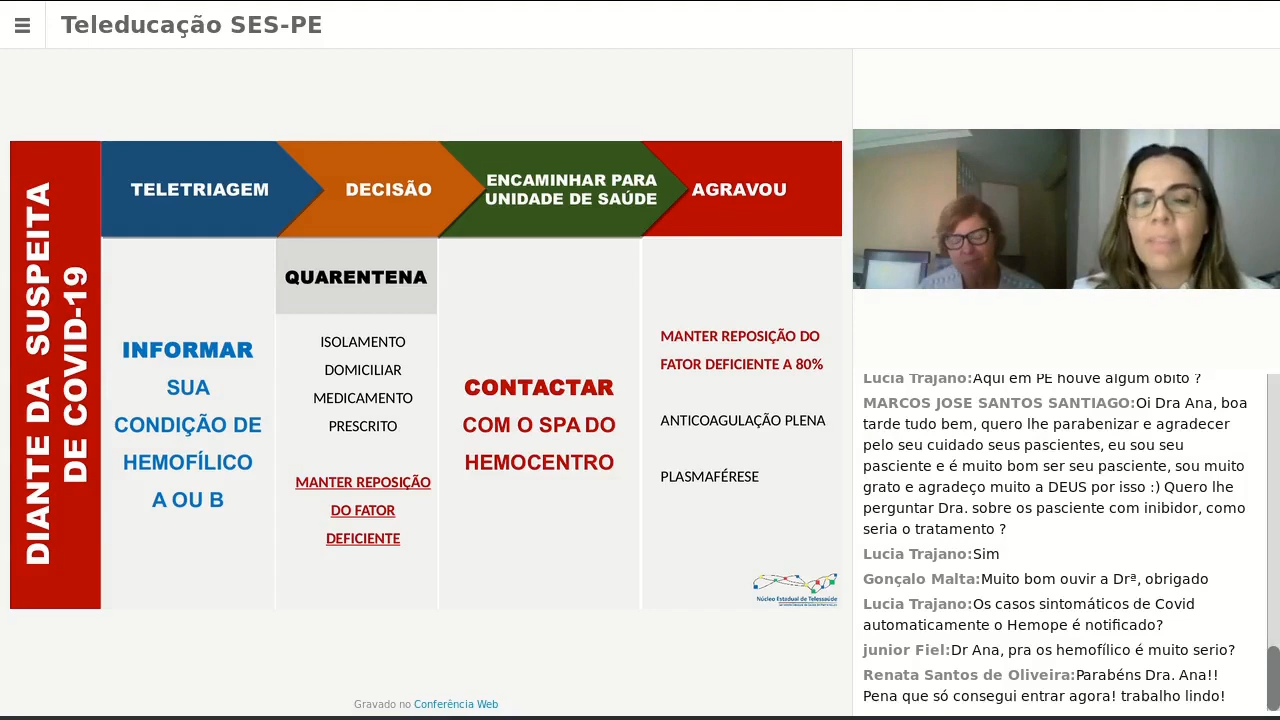 Teleducação SES-PE
DIANTE DA SUSPEITA
DE COVID-19
TELETRIAGEM
DECISÃO
ENCAMINHAR PARA
UNIDADE DE SAÚDE
AGRAVOU
INFORMAR
SUA
CONDIÇÃO DE
HEMOFÍLICO
A OU B
QUARENTENA
ISOLAMENTO
DOMICILIAR
MEDICAMENTO
PRESCRITO
MANTER REPOSIÇÃO
DO FATOR
DEFICIENTE
CONTACTAR
COM O SPA DO
HEMOCENTRO
MANTER REPOSIÇÃO DO
FATOR DEFICIENTE A 80%
ANTICOAGULAÇÃO PLENA
PLASMAFÉRESE
Núcleo Estadual de Telessaúde
Gravado no Conferência Web
Lucia Trajano:Aqui em PE houve algum obito ?
MARCOS JOSE SANTOS SANTIAGO:Oi Dra Ana, boa
tarde tudo bem, quero lhe parabenizar e agradecer
pelo seu cuidado seus pascientes, eu sou seu
pasciente e é muito bom ser seu pasciente, sou muito
grato e agradeço muito a DEUS por isso :) Quero lhe
perguntar Dra. sobre os pasciente com inibidor, como
seria o tratamento ?
Lucia Trajano:Sim
Gonçalo Malta:Muito bom ouvir a Drª, obrigado
Lucia Trajano:Os casos sintomáticos de Covid
automaticamente o Hemope é notificado?
junior Fiel:Dr Ana, pra os hemofílico é muito serio?
Renata Santos de Oliveira:Parabéns Dra. Ana!!
Pena que só consegui entrar agora! trabalho lindo!